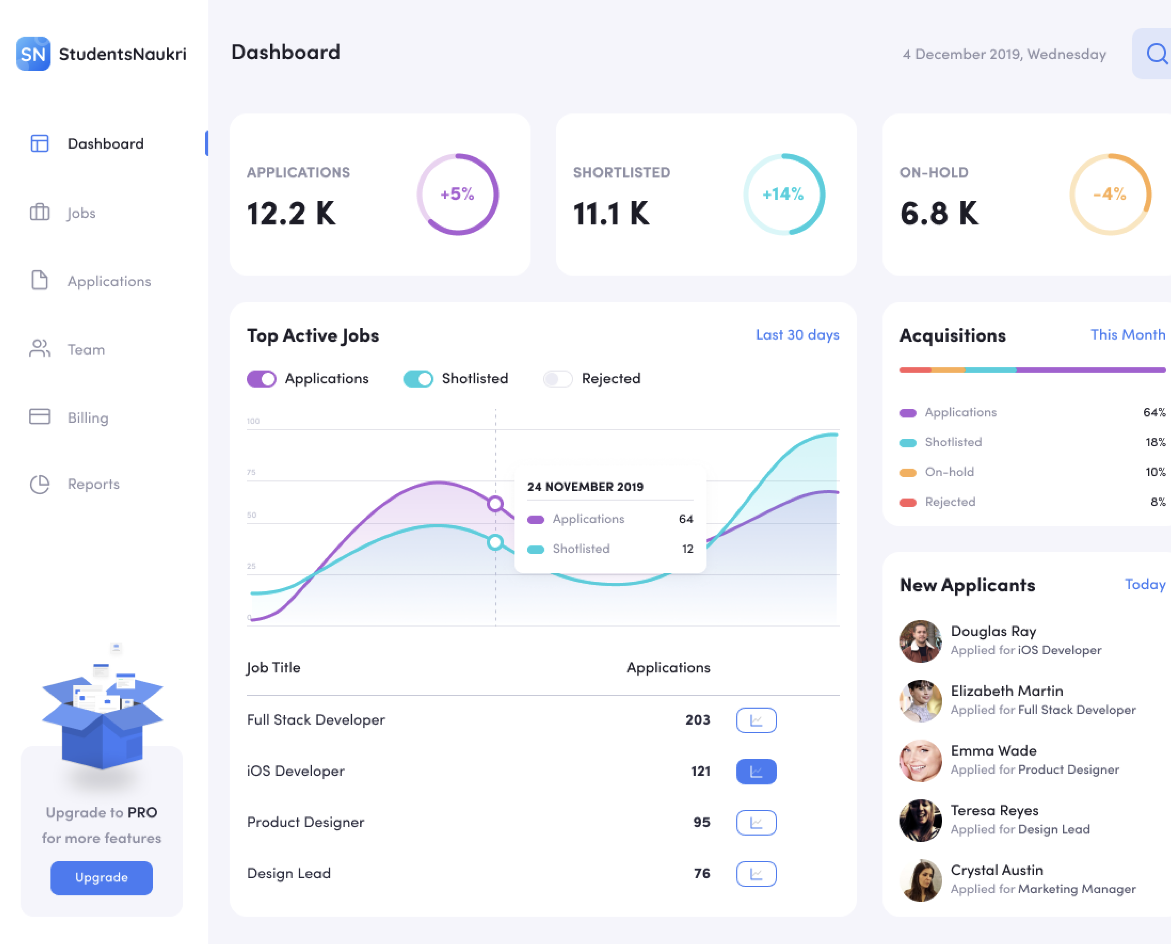 SN StudentsNaukri
Dashboard
Jobs
Applications
Team
Billing
Reports
Upgrade to PRO
for more features
Upgrade
Dashboard
4 December 2019, Wednesday
APPLICATIONS
12.2 K
+5%
SHORTLISTED
11.1 K
+14%
ON-HOLD
6.8 K
-4%
Top Active Jobs
Last 30 days
Applications
Shotlisted
Rejected
100
75
50
25
0
24 NOVEMBER 2019
Applications 64
Shotlisted 12
Job Title Applications
Full Stack Developer 203
iOS Developer 121
Product Designer 95
Design Lead 76
Acquisitions
This Month
Applications 64%
Shotlisted 18%
On-hold 10%
Rejected 8%
New Applicants
Today
Douglas Ray
Applied for iOS Developer
Elizabeth Martin
Applied for Full Stack Developer
Emma Wade
Applied for Product Designer
Teresa Reyes
Applied for Design Lead
Crystal Austin
Applied for Marketing Manager